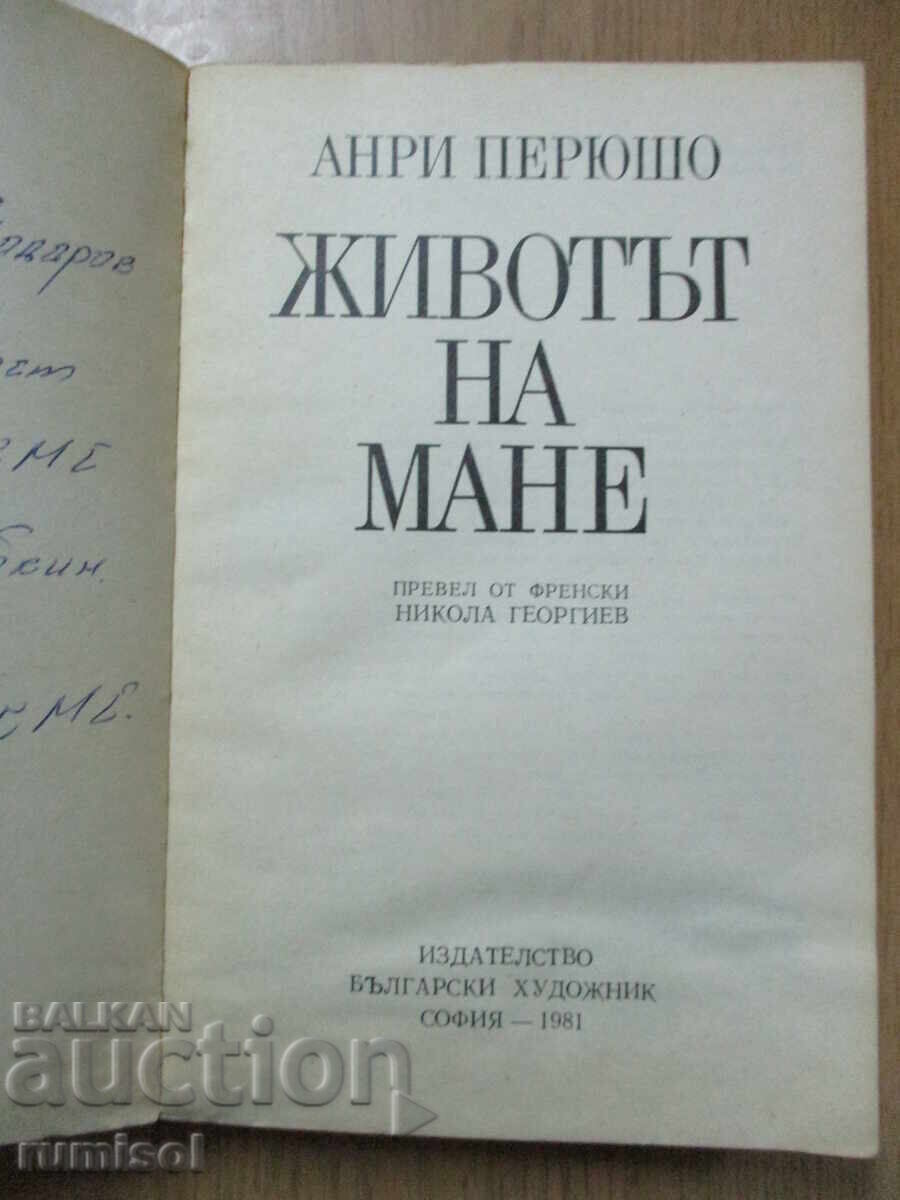 АНРИ ПЕРЮШО
ЖИВОТЪТ
НА
МАНЕ
ПРЕВЕЛ ОТ ФРЕНСКИ
НИКОЛА ГЕОРГИЕВ
ИЗДАТЕЛСТВО
БЪЛГАРСКИ ХУДОЖНИК
СОФИЯ — 1981
BALKAN
auction
rumisol